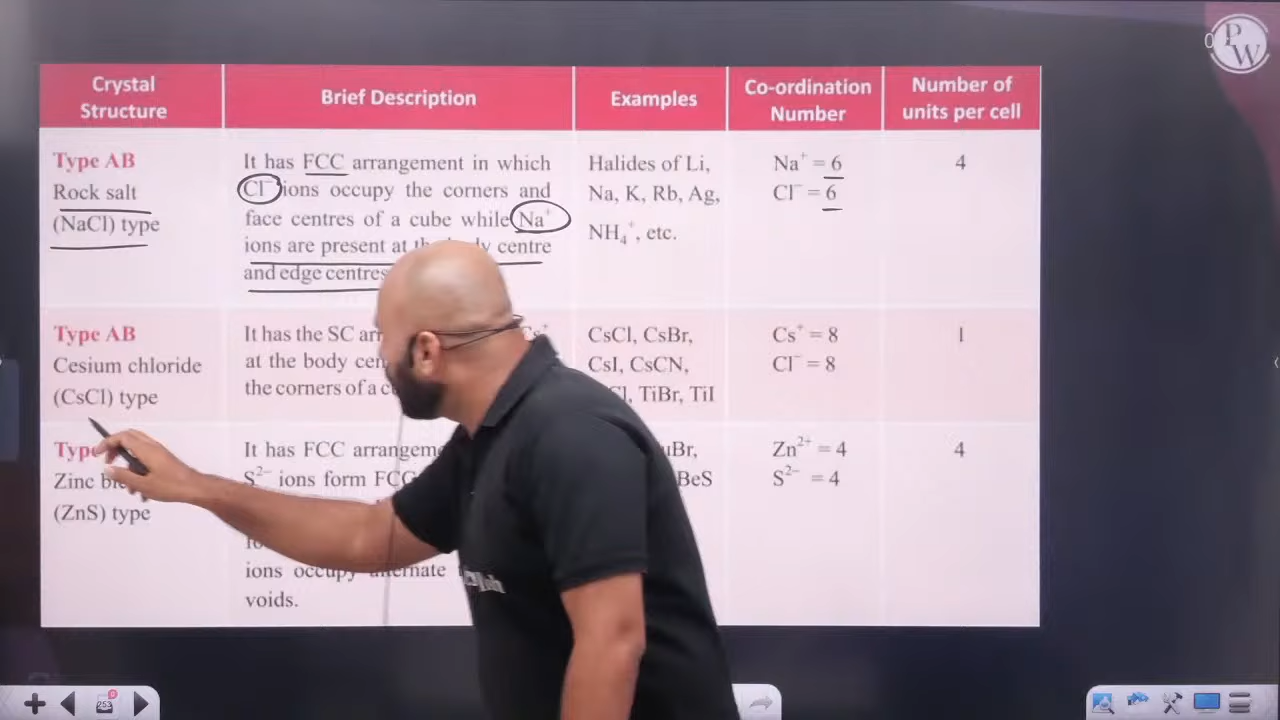 PW
Crystal
Structure
Brief Description
Examples
Co-ordination
Number
Number of
units per cell
Type AB
Rock salt
(NaCl) type
It has FCC arrangement in which
Cl⁻ ions occupy the corners and
face centres of a cube while Na⁺
ions are present at centre
and edge centres
Halides of Li,
Na, K, Rb, Ag,
NH₄⁺, etc.
Na⁺ = 6
Cl⁻ = 6
4
Type AB
Cesium chloride
(CsCl) type
It has the SC
Cs⁺
at the body
the corners of a
CsCl, CsBr,
CsI, CsCN,
TiBr, TiI
Cs⁺ = 8
Cl⁻ = 8
1
Zinc
(ZnS) type
It has FCC
S²⁻ ions form
ions occupy alternate
voids.
BeS
Zn²⁺ = 4
S²⁻ = 4
4
253